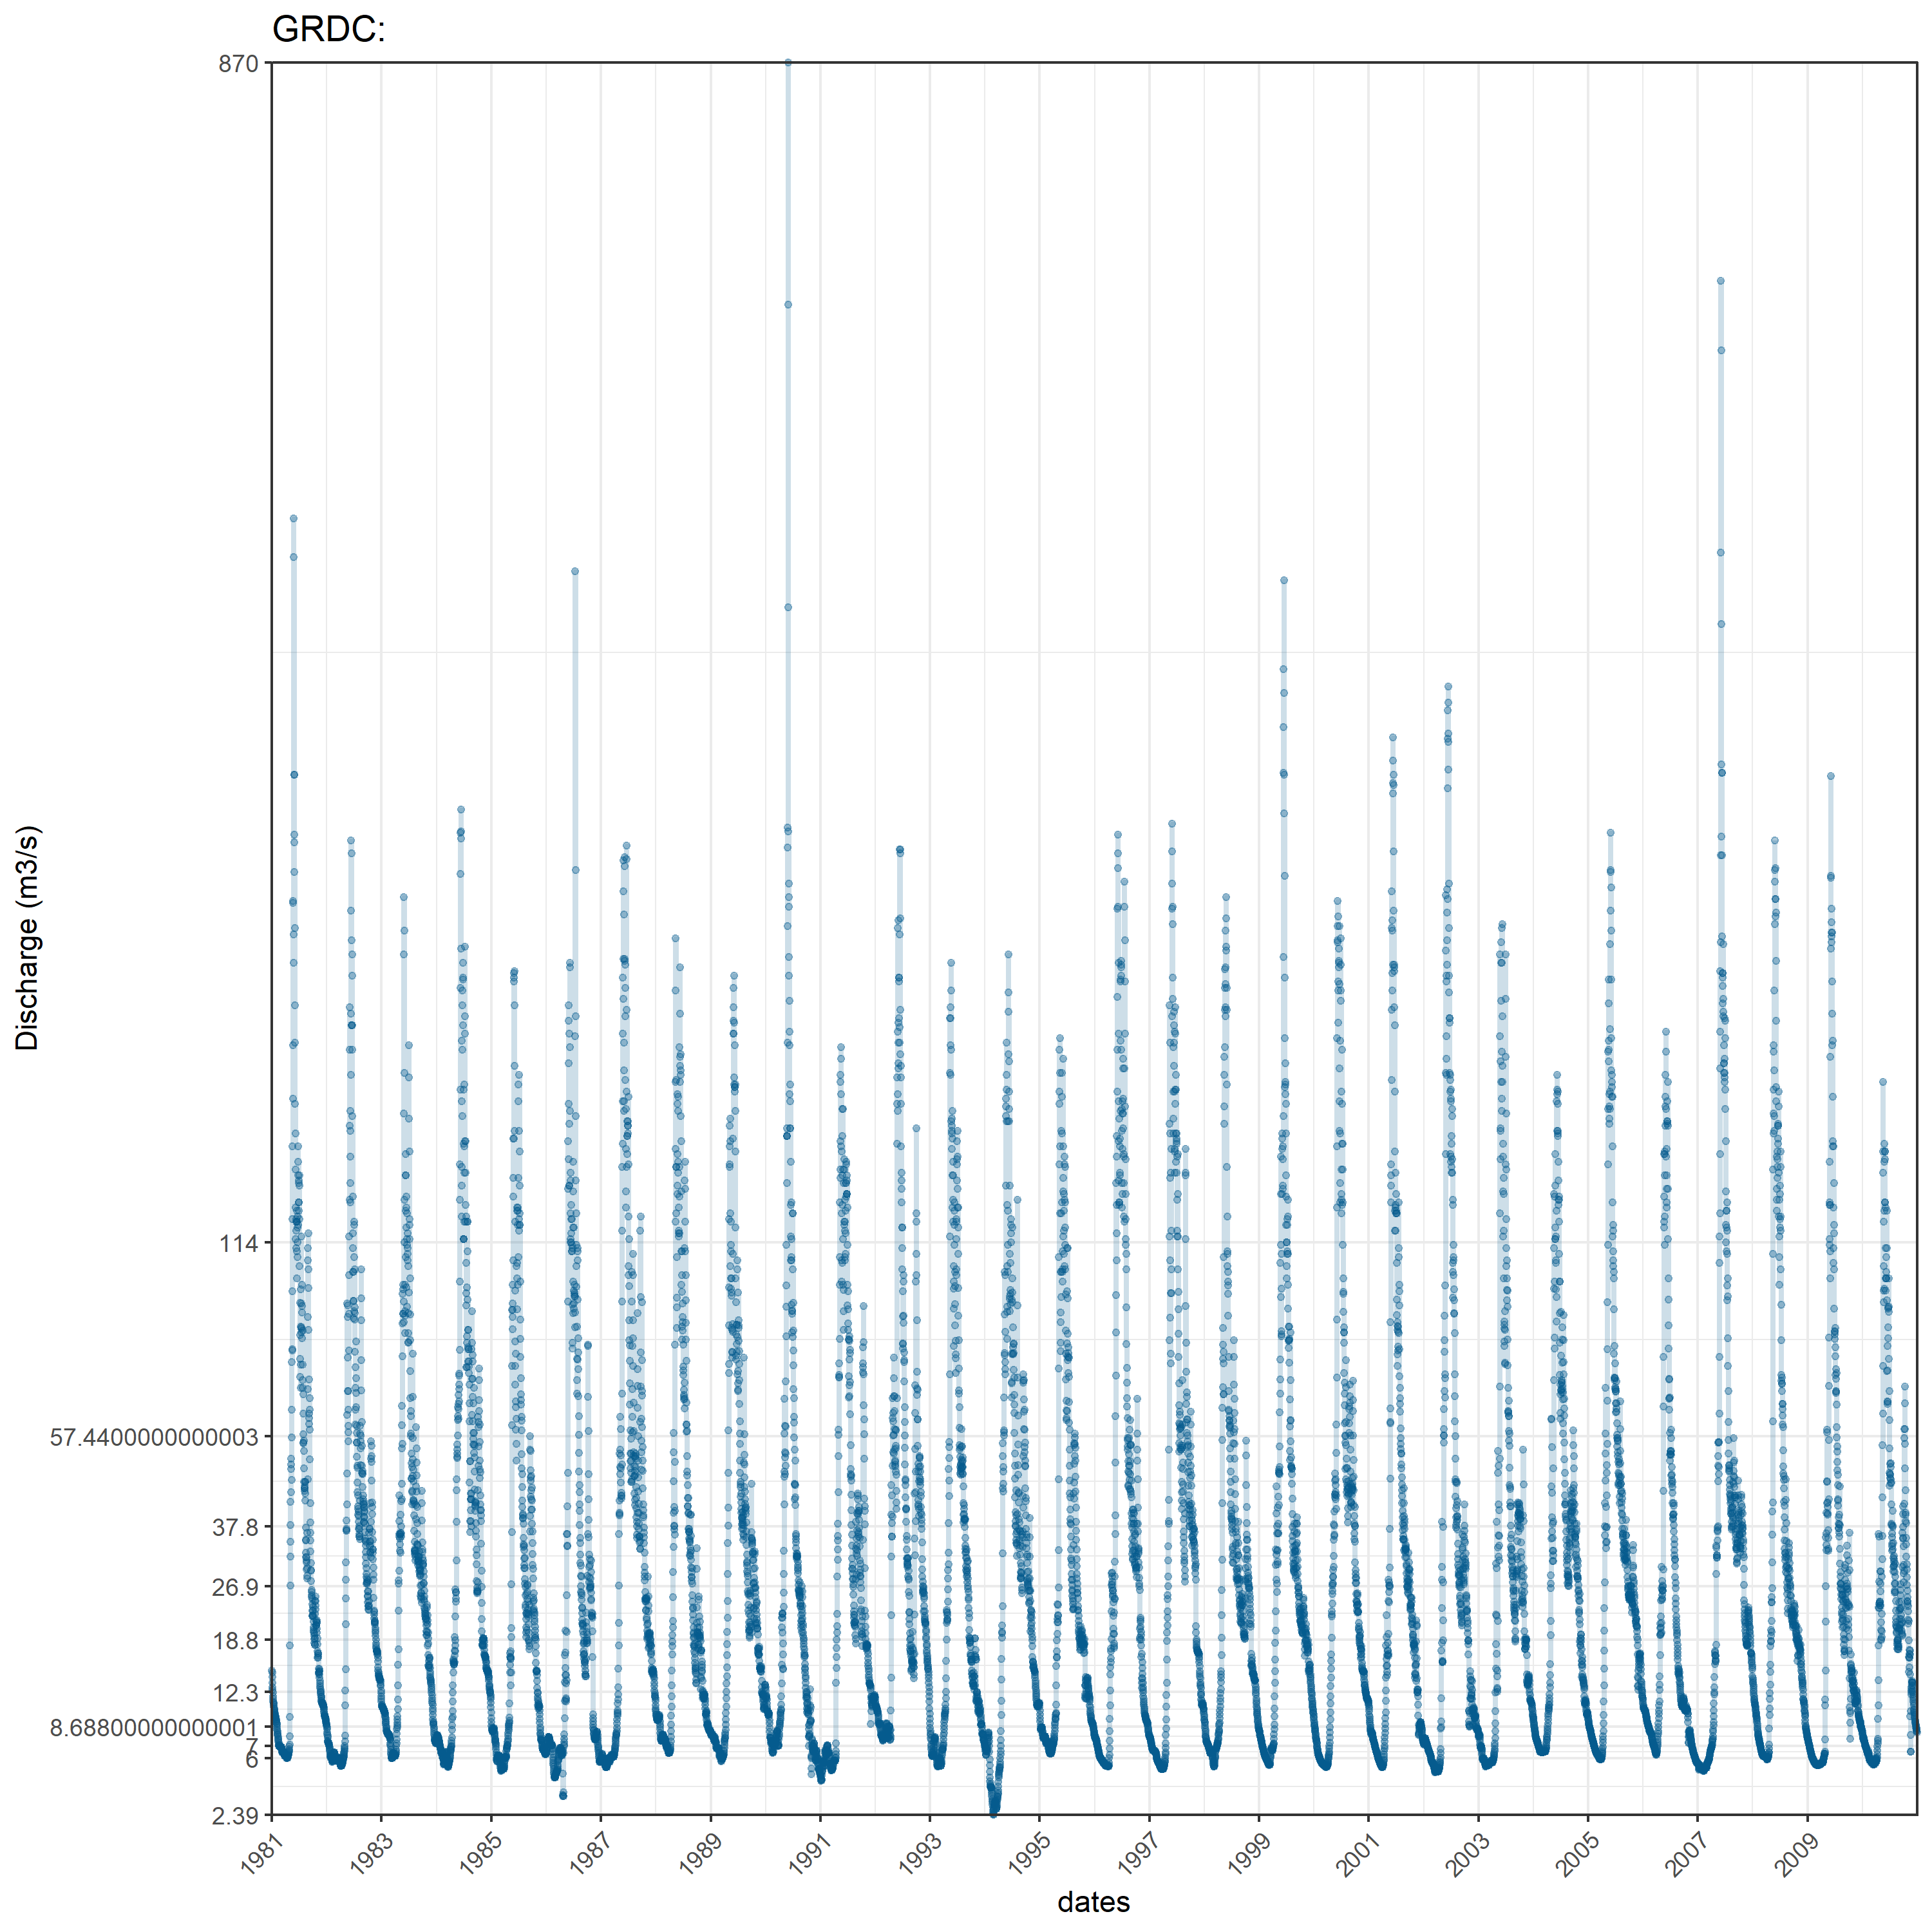 GRDC:
870
114
57.4400000000003
37.8
26.9
18.8
12.3
8.68800000000001
7
6
2.39
Discharge (m3/s)
1981 1983 1985 1987 1989 1991 1993 1995 1997 1999 2001 2003 2005 2007 2009
dates